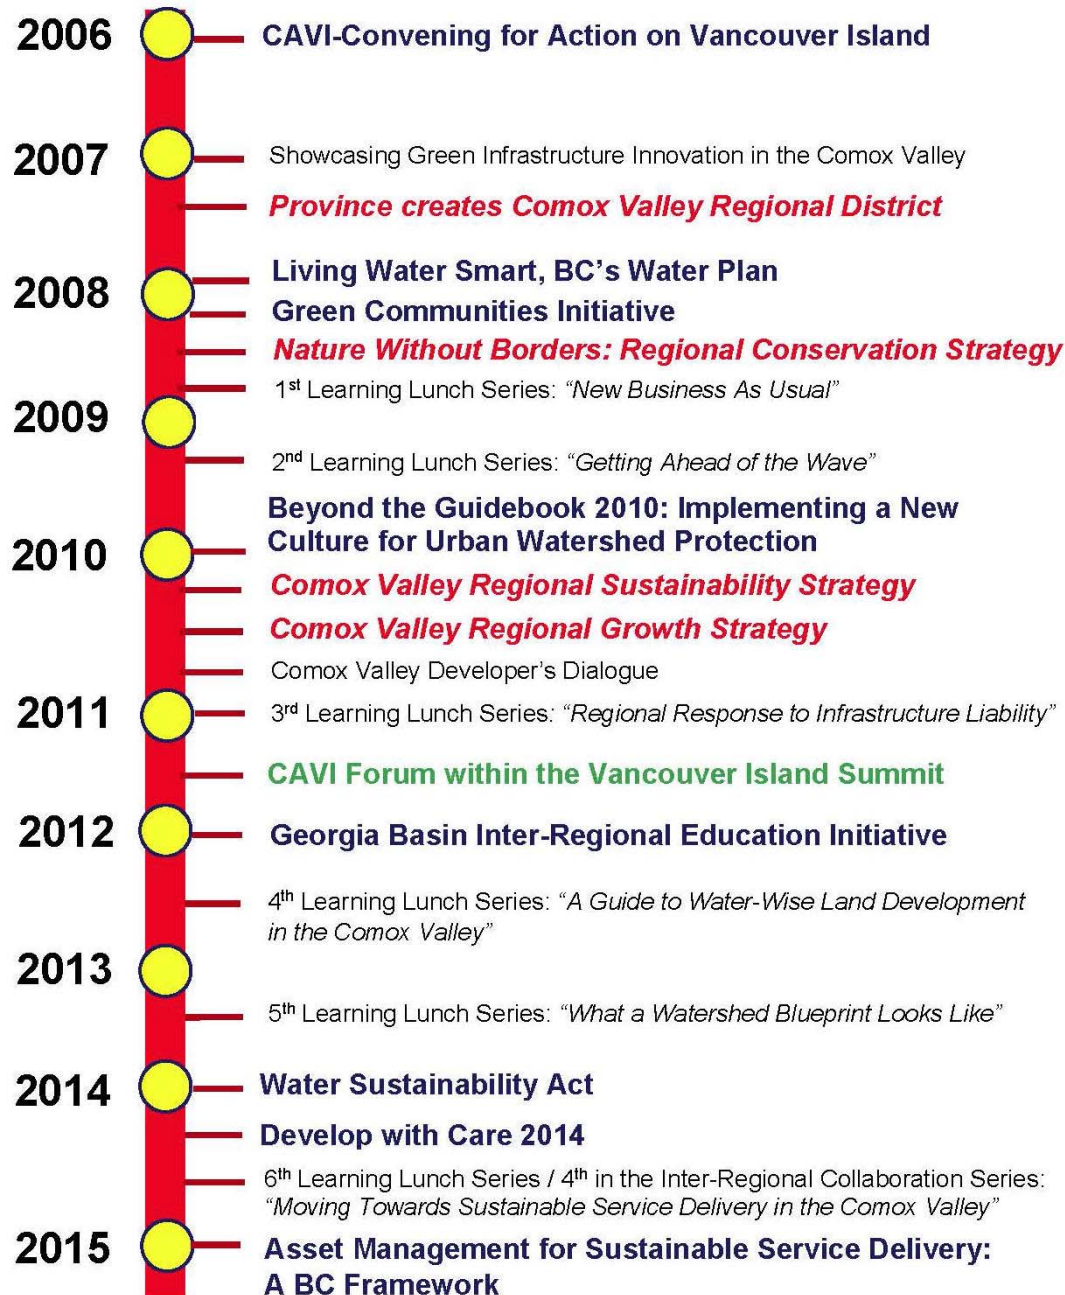 2006 CAVI-Convening for Action on Vancouver Island
2007 Showcasing Green Infrastructure Innovation in the Comox Valley
Province creates Comox Valley Regional District
Living Water Smart, BC's Water Plan
2008
Green Communities Initiative
Nature Without Borders: Regional Conservation Strategy
1st Learning Lunch Series: "New Business As Usual"
2009
2nd Learning Lunch Series: "Getting Ahead of the Wave"
Beyond the Guidebook 2010: Implementing a New
2010 Culture for Urban Watershed Protection
Comox Valley Regional Sustainability Strategy
Comox Valley Regional Growth Strategy
Comox Valley Developer's Dialogue
2011 3rd Learning Lunch Series: "Regional Response to Infrastructure Liability"
CAVI Forum within the Vancouver Island Summit
2012 Georgia Basin Inter-Regional Education Initiative
4th Learning Lunch Series: "A Guide to Water-Wise Land Development
in the Comox Valley"
2013
5th Learning Lunch Series: "What a Watershed Blueprint Looks Like"
2014 Water Sustainability Act
Develop with Care 2014
6th Learning Lunch Series / 4th in the Inter-Regional Collaboration Series:
"Moving Towards Sustainable Service Delivery in the Comox Valley"
2015 Asset Management for Sustainable Service Delivery:
A BC Framework